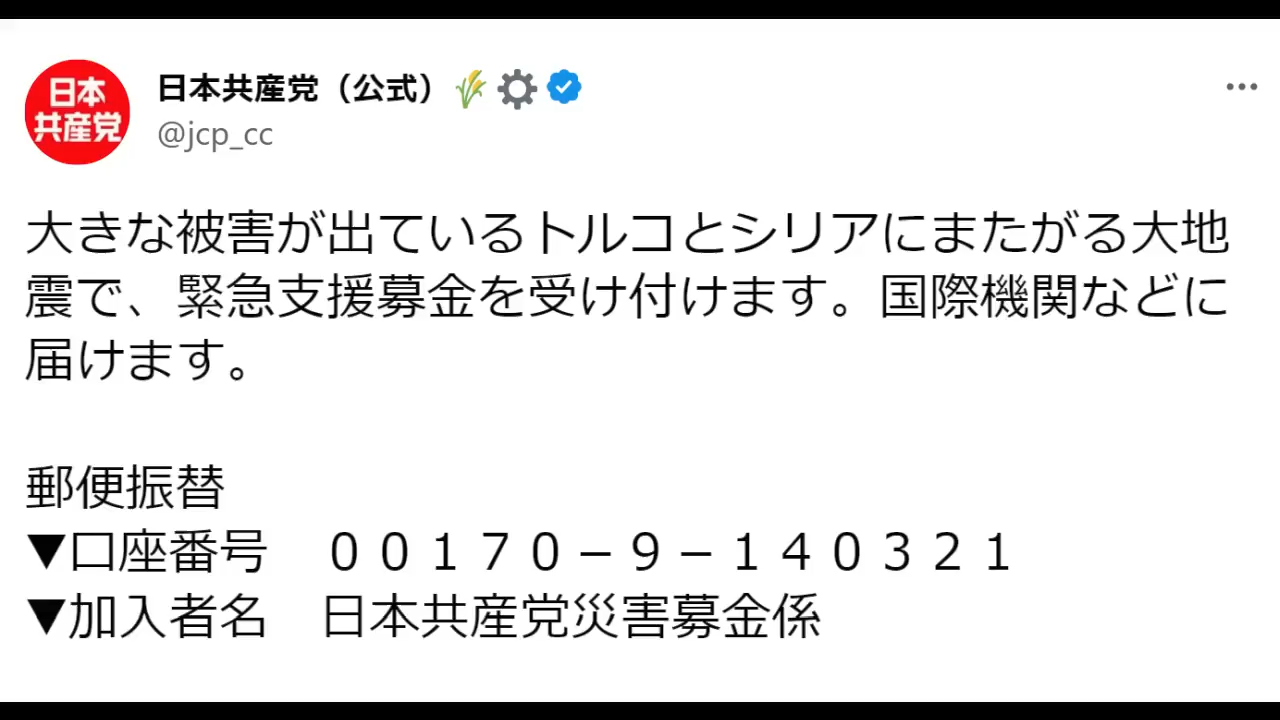 日本
共産党
日本共産党（公式）🌾⚙
@jcp_cc
大きな被害が出ているトルコとシリアにまたがる大地
震で、緊急支援募金を受け付けます。国際機関などに
届けます。
郵便振替
▼口座番号　００１７０－９－１４０３２１
▼加入者名　日本共産党災害募金係